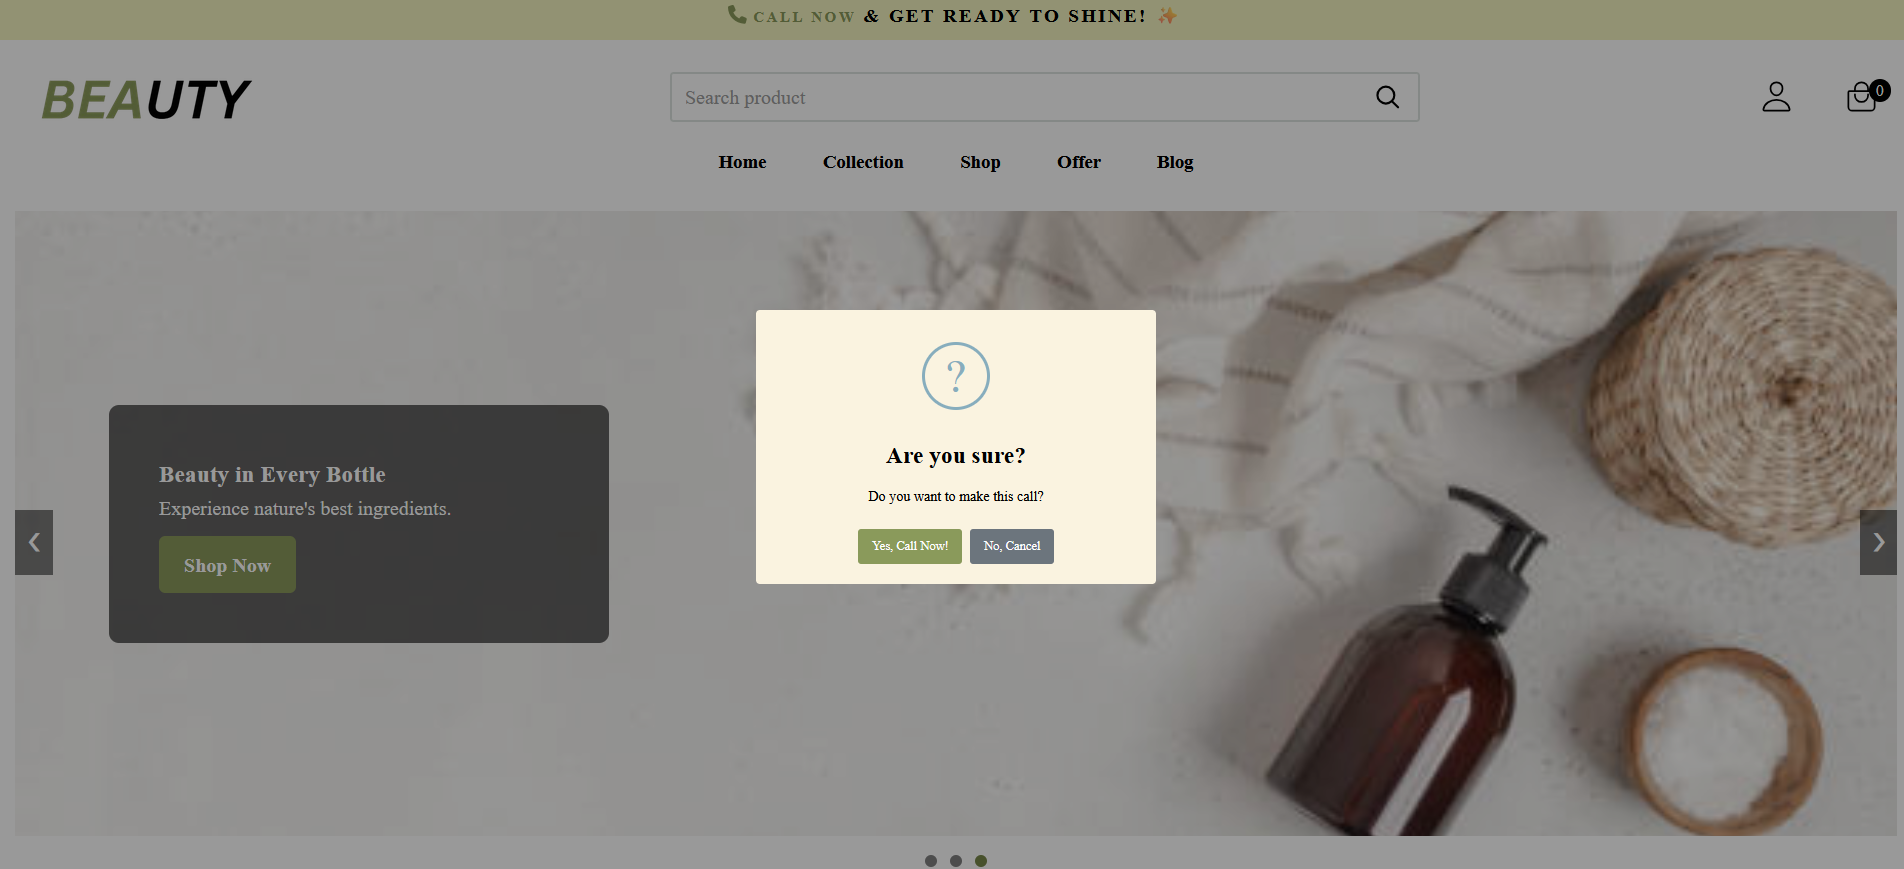 CALL NOW & GET READY TO SHINE! ✨
BEAUTY
Search product
0
Home Collection Shop Offer Blog
?
Are you sure?
Do you want to make this call?
Yes, Call Now! No, Cancel
Beauty in Every Bottle
Experience nature's best ingredients.
Shop Now
❮ ❯